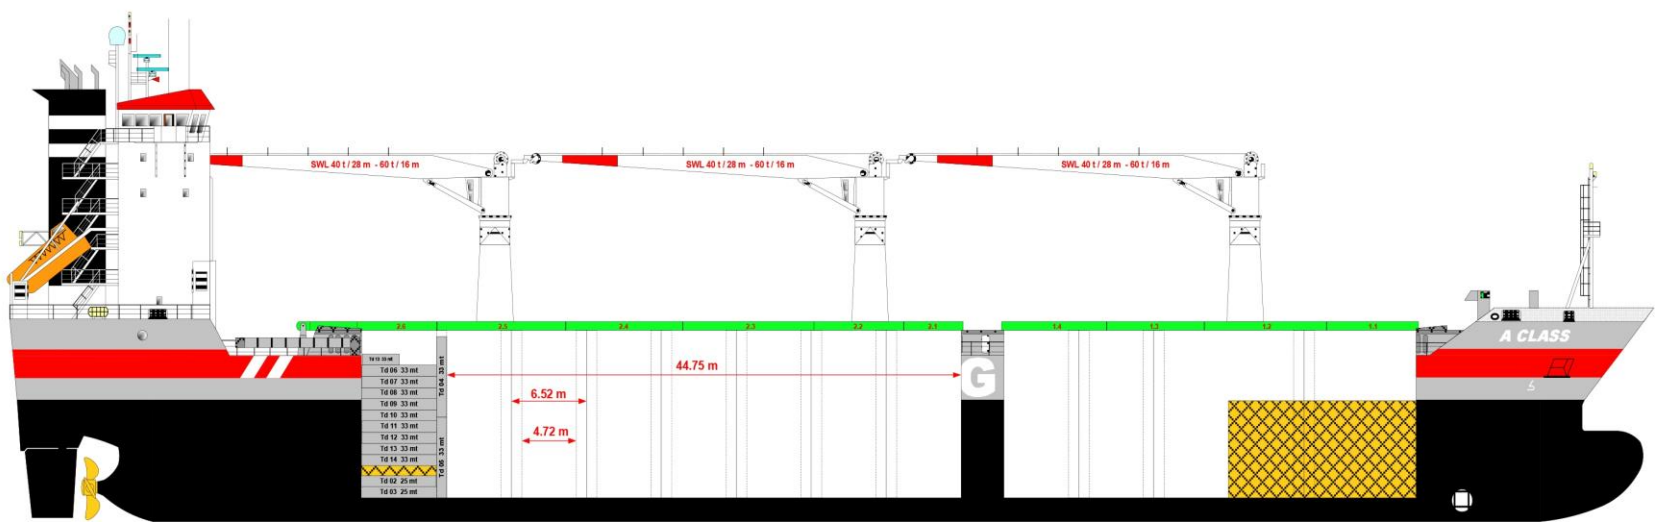 SWL 40 t / 28 m - 60 t / 16 m
SWL 40 t / 28 m - 60 t / 16 m
SWL 40 t / 28 m - 60 t / 16 m
2.6
2.5
2.4
2.3
2.2
2.1
1.4
1.3
1.2
1.1
A CLASS
G
33 mt
Td 06 33 mt
Td 07 33 mt
Td 08 33 mt
Td 09 33 mt
Td 10 33 mt
Td 11 33 mt
Td 12 33 mt
Td 13 33 mt
Td 14 33 mt
Td 02 25 mt
Td 03 25 mt
Td 04 33 mt
Td 05 33 mt
44.75 m
6.52 m
4.72 m